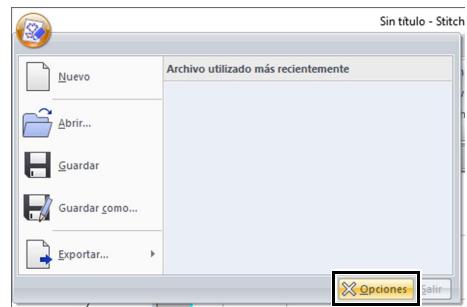 Sin título - Stitch
Nuevo
Archivo utilizado más recientemente
Abrir...
Guardar
Guardar como...
Exportar...
Opciones
Salir